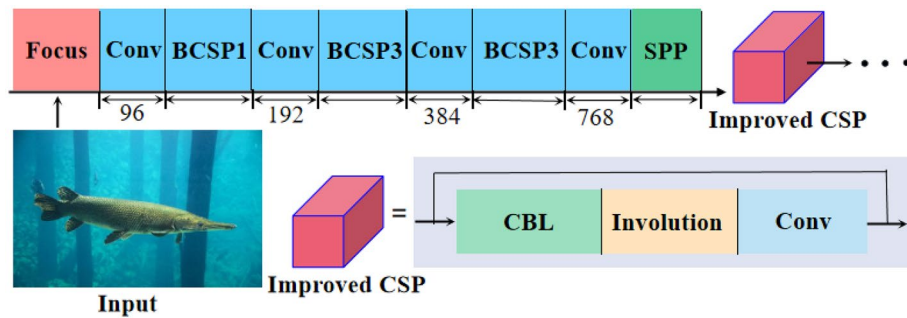 Focus Conv BCSP1 Conv BCSP3 Conv BCSP3 Conv SPP
96 192 384 768
Improved CSP
= CBL Involution Conv
Improved CSP
Input